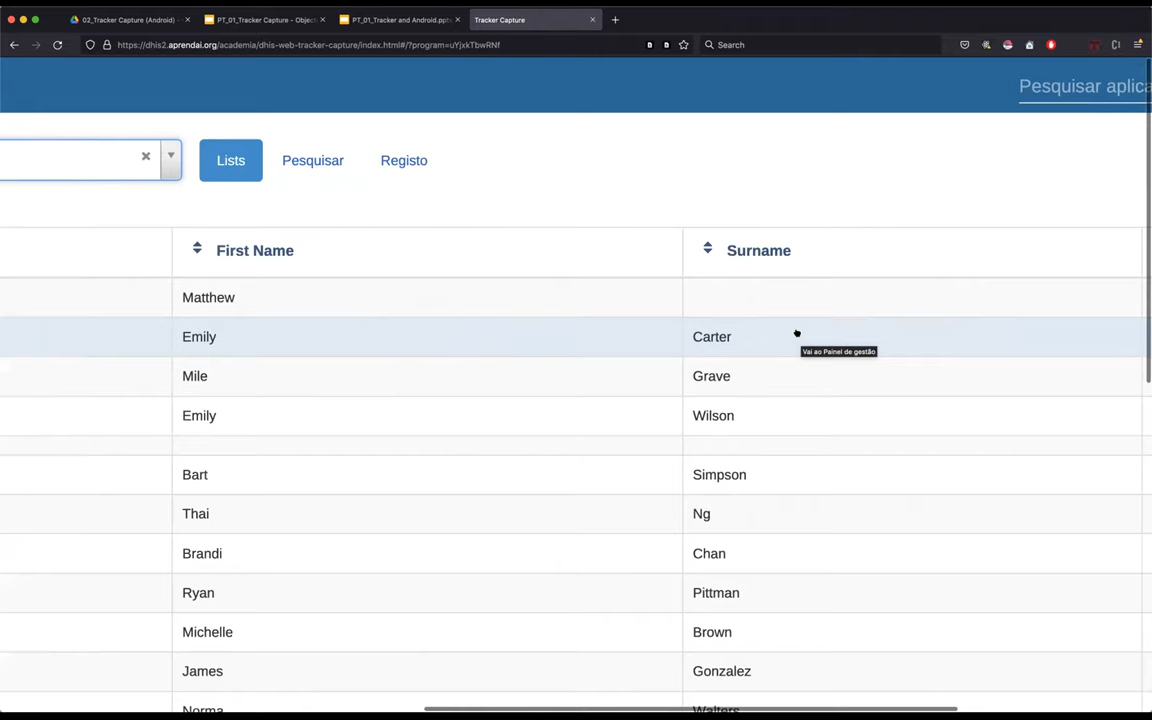 02_Tracker Capture (Android) -
PT_01_Tracker Capture - Object
PT_01_Tracker and Android.ppt
Tracker Capture
https://dhis2.aprendai.org/academia/dhis-web-tracker-capture/index.html#/?program=uYjxkTbwRNf
Search
Pesquisar aplica
Lists
Pesquisar
Registo
First Name
Surname
Matthew
Emily
Carter
Vai ao Painel de gestão
Mile
Grave
Emily
Wilson
Bart
Simpson
Thai
Ng
Brandi
Chan
Ryan
Pittman
Michelle
Brown
James
Gonzalez
Norma
Walters